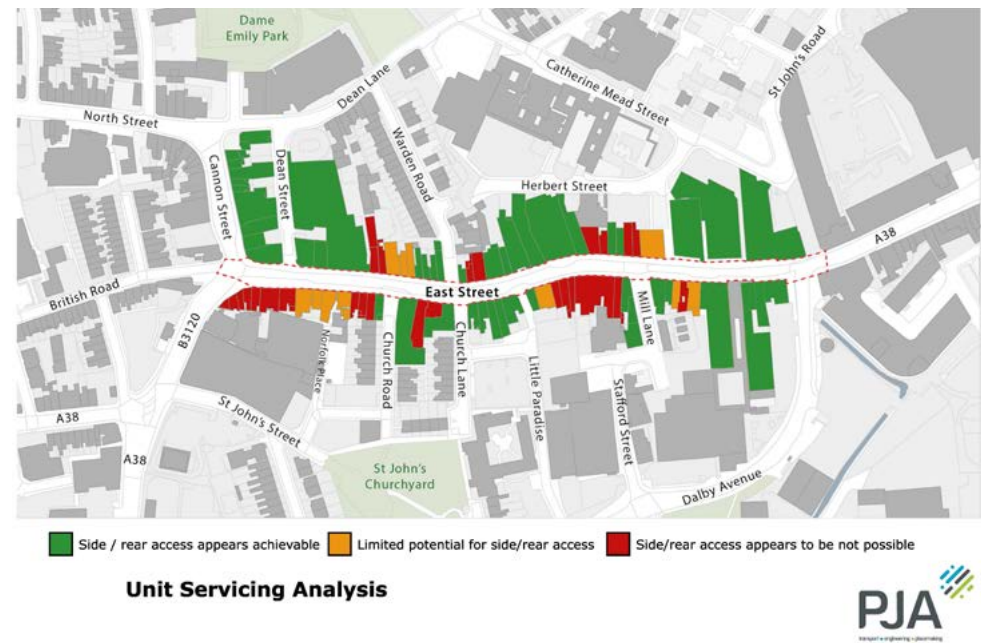 Dame
Emily Park
North Street
Dean Lane
Catherine Mead Street
St John's Road
Cannon Street
Dean Street
Warden Road
Herbert Street
A38
British Road
East Street
B3120
Norfolk Place
Church Road
Church Lane
Mill Lane
Little Paradise
Stafford Street
A38
A38
St John's Street
St John's
Churchyard
Dalby Avenue
Side / rear access appears achievable
Limited potential for side/rear access
Side/rear access appears to be not possible
Unit Servicing Analysis
PJA
transport • engineering • placemaking